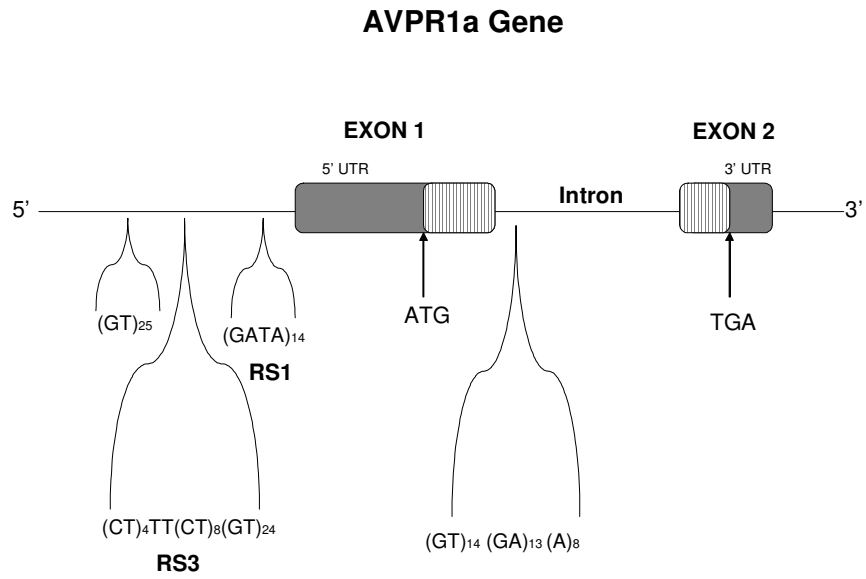 AVPR1a Gene
EXON 1
EXON 2
5' UTR
3' UTR
5’
Intron
3’
(GT)25
(GATA)14
RS1
ATG
TGA
(CT)4TT(CT)8(GT)24
RS3
(GT)14 (GA)13 (A)8